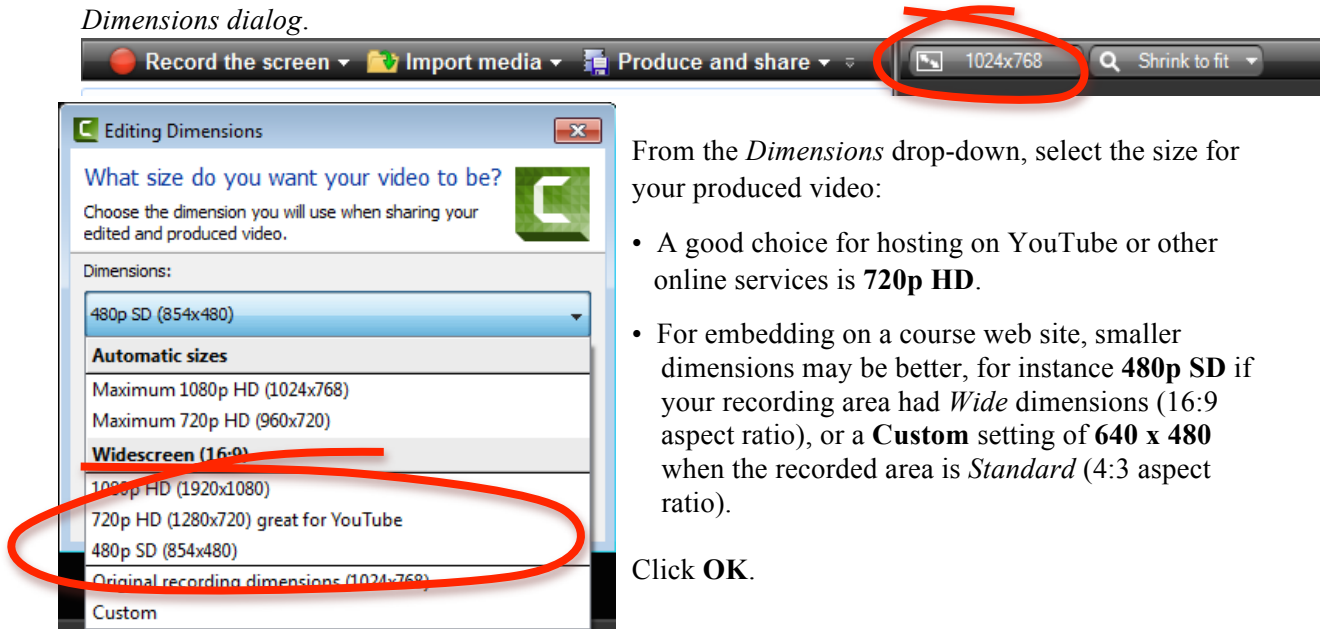 Dimensions dialog.
Record the screen Import media Produce and share 1024x768 Shrink to fit
Editing Dimensions
What size do you want your video to be?
Choose the dimension you will use when sharing your
edited and produced video.
Dimensions:
480p SD (854x480)
Automatic sizes
Maximum 1080p HD (1024x768)
Maximum 720p HD (960x720)
Widescreen (16:9)
1080p HD (1920x1080)
720p HD (1280x720) great for YouTube
480p SD (854x480)
Original recording dimensions (1024x768)
Custom
From the Dimensions drop-down, select the size for
your produced video:
• A good choice for hosting on YouTube or other
online services is 720p HD.
• For embedding on a course web site, smaller
dimensions may be better, for instance 480p SD if
your recording area had Wide dimensions (16:9
aspect ratio), or a Custom setting of 640 x 480
when the recorded area is Standard (4:3 aspect
ratio).
Click OK.